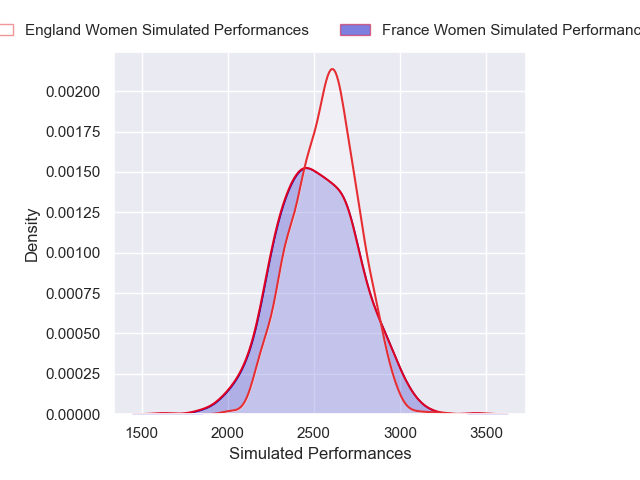 England Women Simulated Performances
France Women Simulated Performanc
0.00200
0.00175
0.00150
0.00125
0.00100
0.00075
0.00050
0.00025
0.00000
Density
1500 2000 2500 3000 3500
Simulated Performances